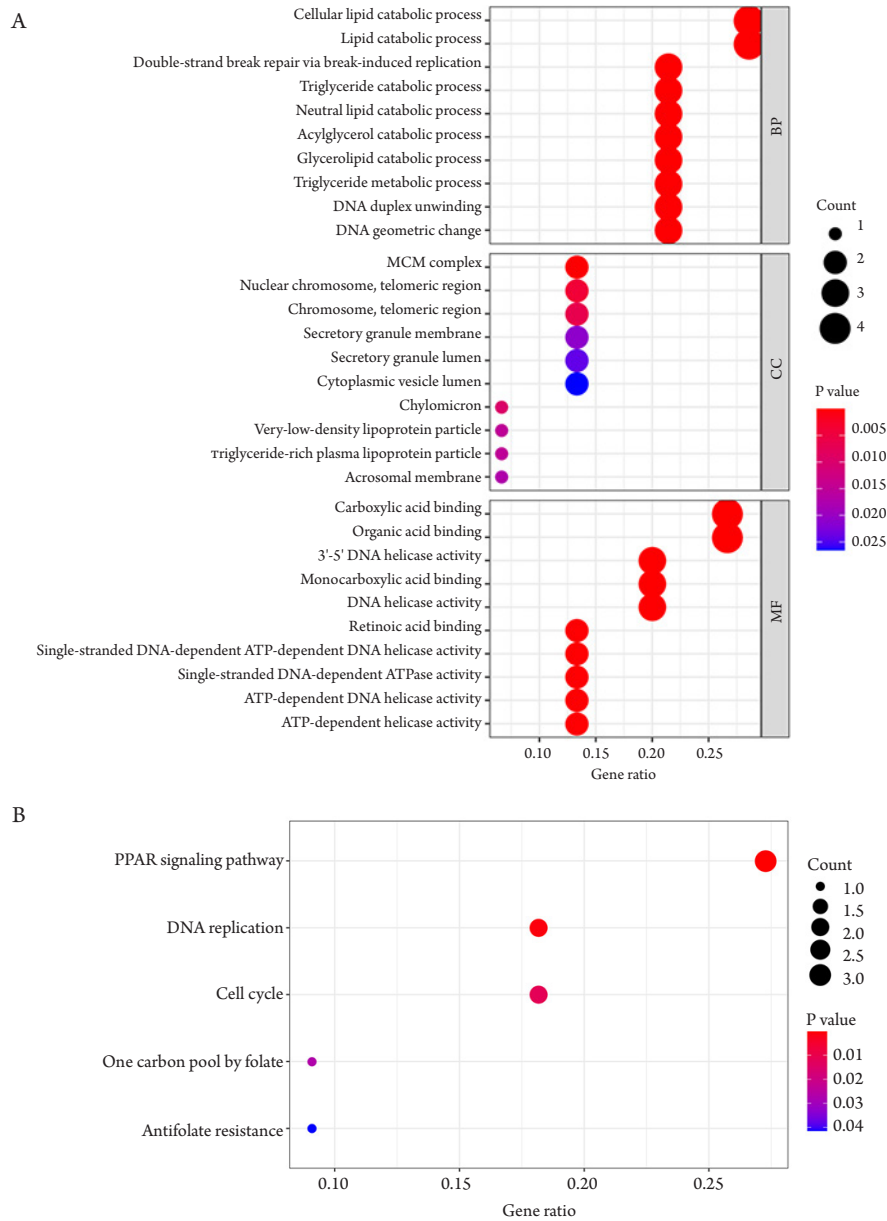 A
Cellular lipid catabolic process
Lipid catabolic process
Double-strand break repair via break-induced replication
Triglyceride catabolic process
Neutral lipid catabolic process
Acylglycerol catabolic process
Glycerolipid catabolic process
Triglyceride metabolic process
DNA duplex unwinding
DNA geometric change
BP
MCM complex
Nuclear chromosome, telomeric region
Chromosome, telomeric region
Secretory granule membrane
Secretory granule lumen
Cytoplasmic vesicle lumen
Chylomicron
Very-low-density lipoprotein particle
Triglyceride-rich plasma lipoprotein particle
Acrosomal membrane
CC
Carboxylic acid binding
Organic acid binding
3'-5' DNA helicase activity
Monocarboxylic acid binding
DNA helicase activity
Retinoic acid binding
Single-stranded DNA-dependent ATP-dependent DNA helicase activity
Single-stranded DNA-dependent ATPase activity
ATP-dependent DNA helicase activity
ATP-dependent helicase activity
MF
0.10 0.15 0.20 0.25
Gene ratio
Count
1
2
3
4
P value
0.005
0.010
0.015
0.020
0.025
B
PPAR signaling pathway
DNA replication
Cell cycle
One carbon pool by folate
Antifolate resistance
0.10 0.15 0.20 0.25
Gene ratio
Count
1.0
1.5
2.0
2.5
3.0
P value
0.01
0.02
0.03
0.04